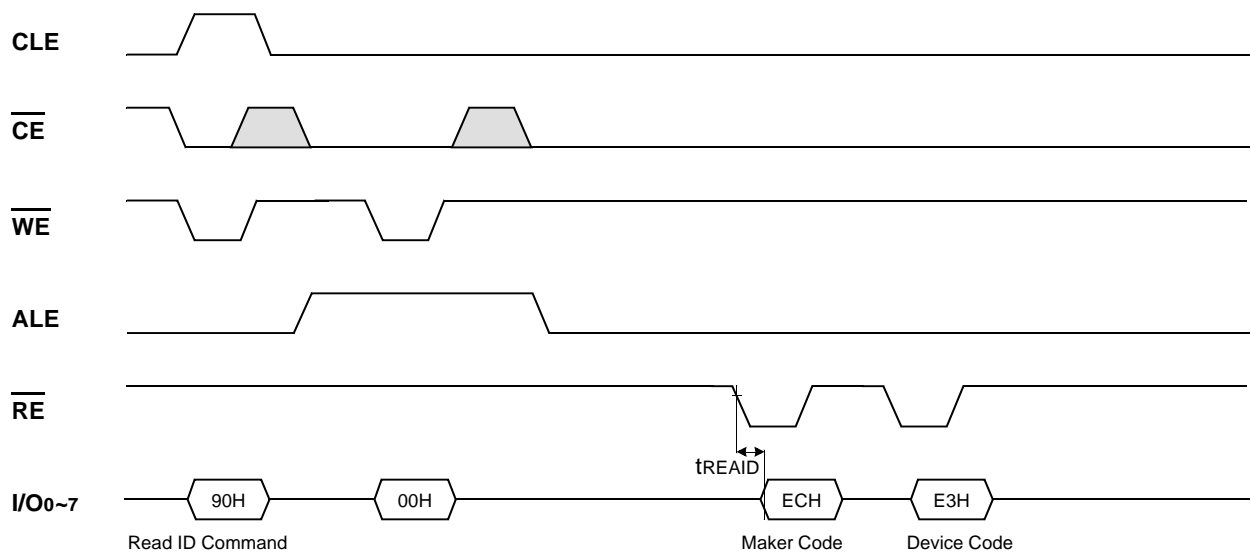 CLE
CE
WE
ALE
RE
tREAID
I/O0~7
90H
00H
ECH
E3H
Read ID Command
Maker Code
Device Code